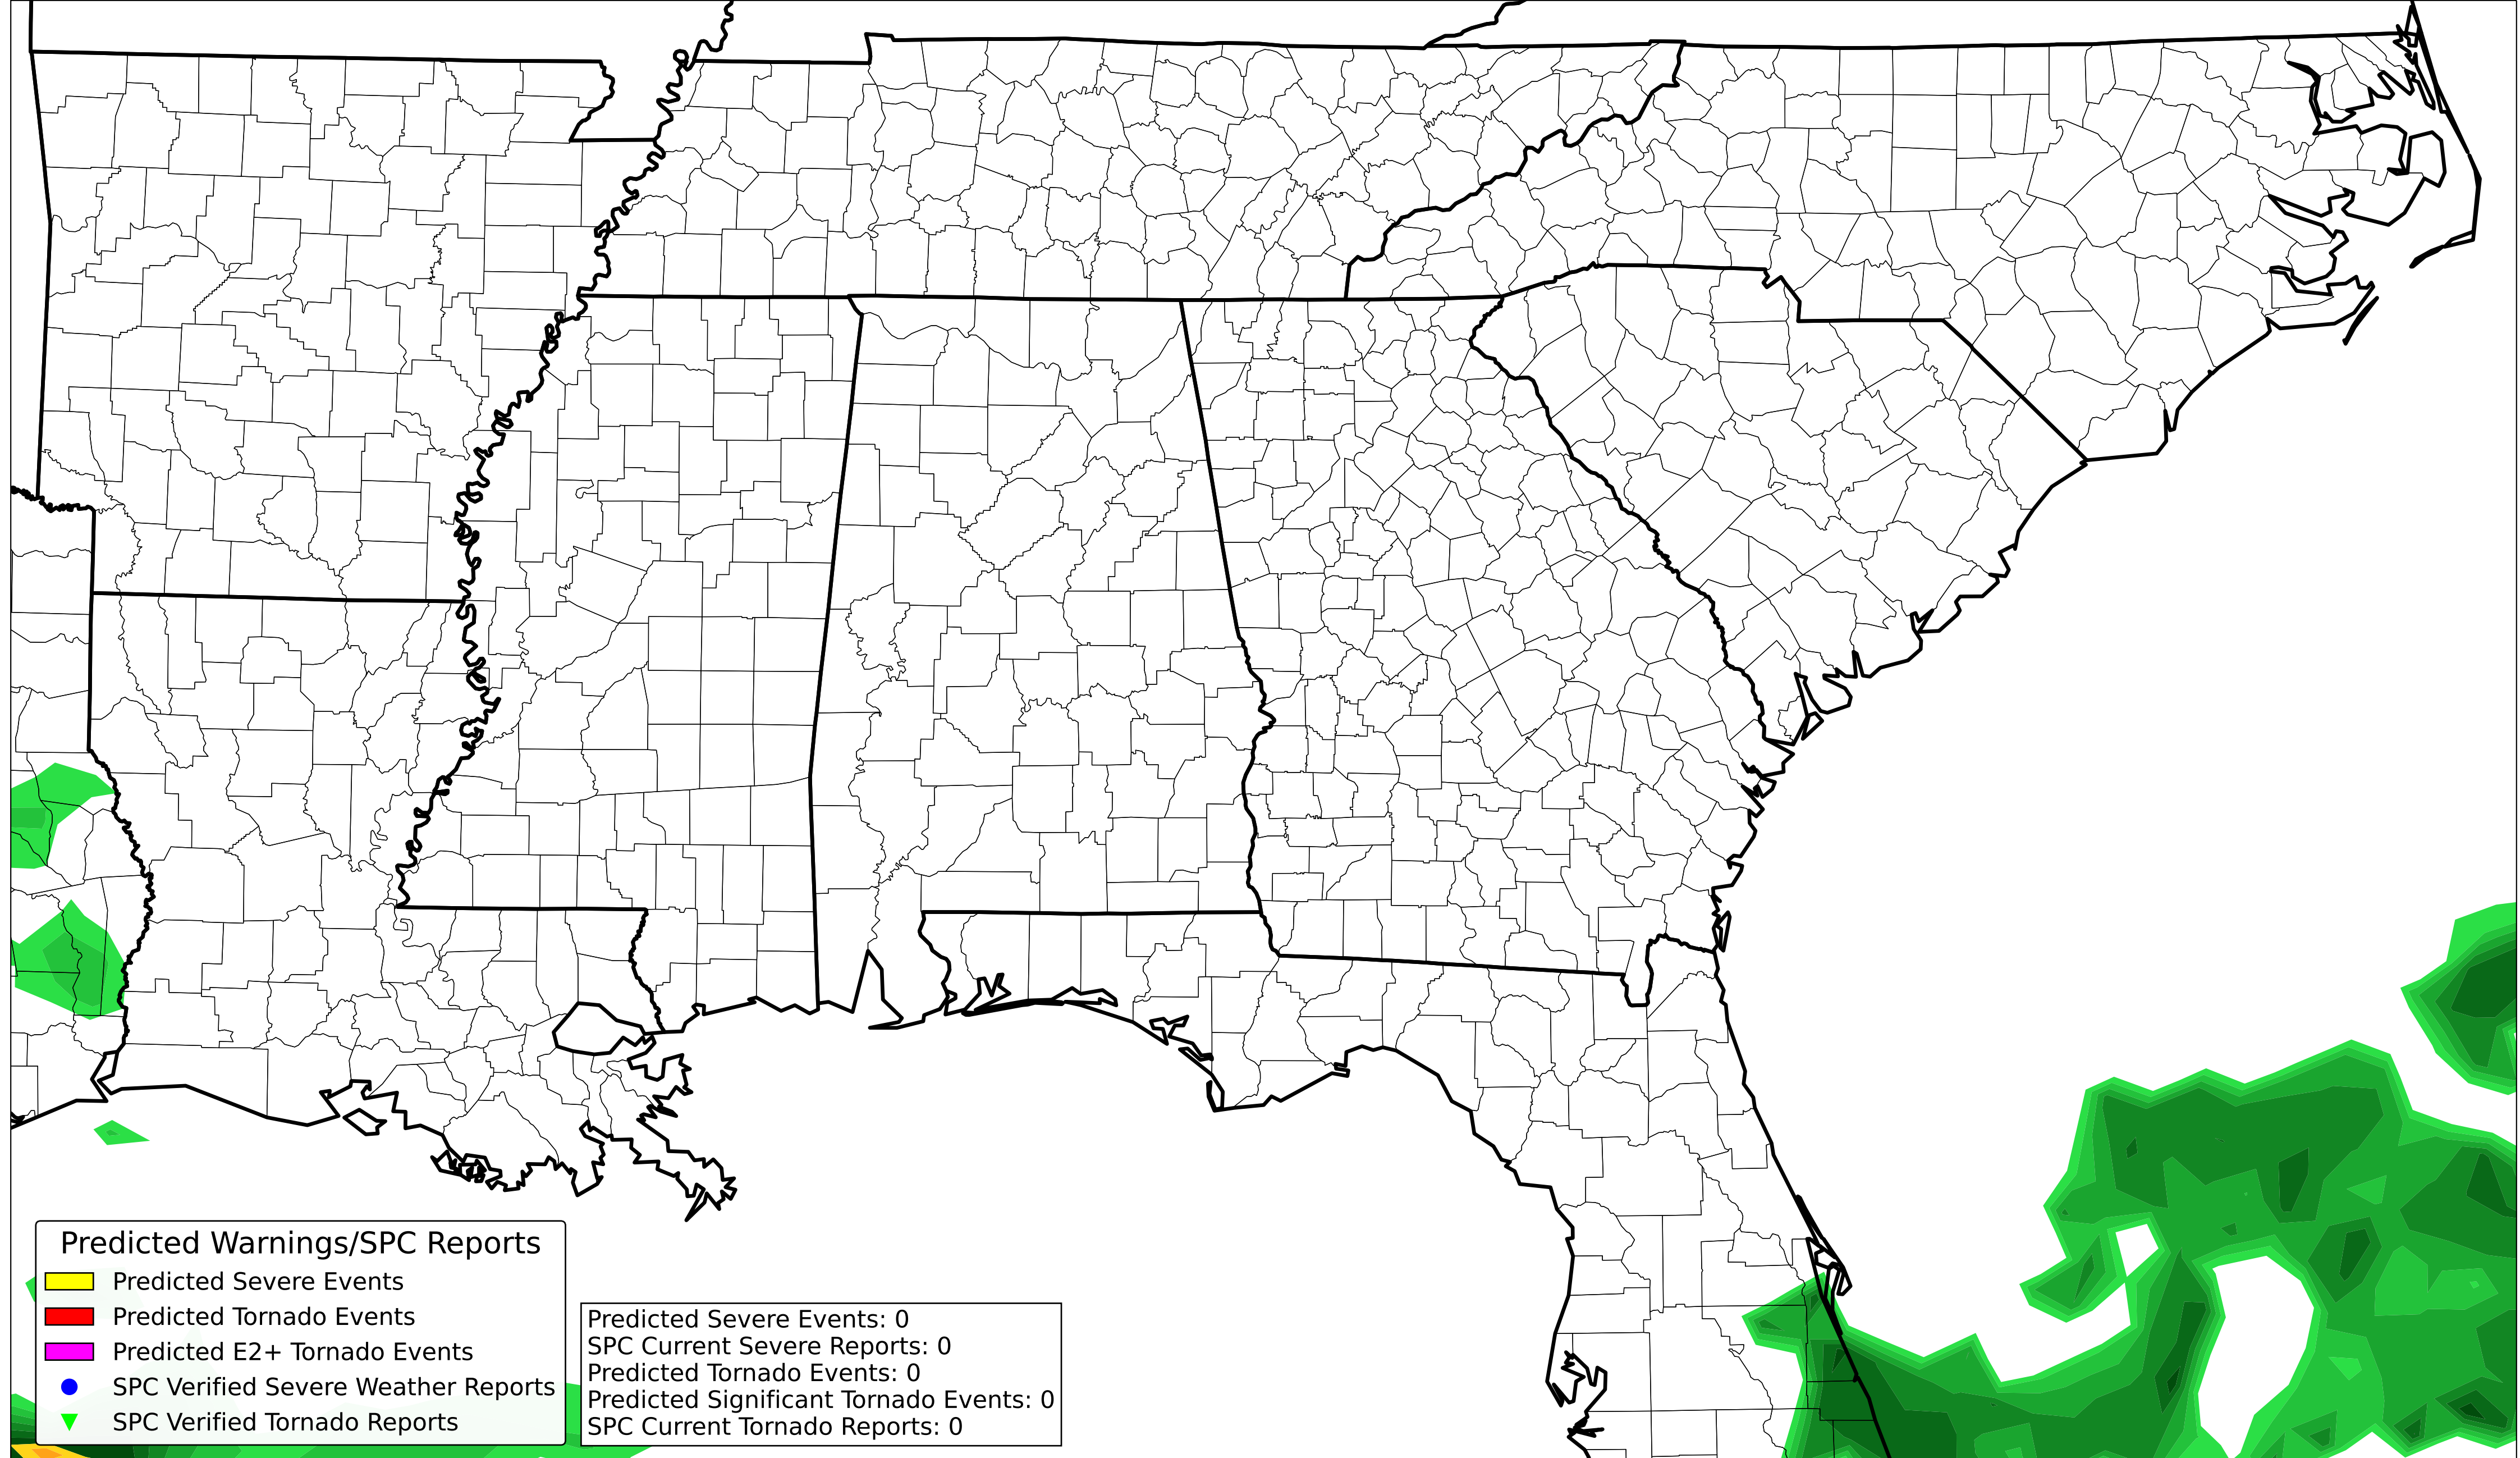 Predicted Warnings/SPC Reports
Predicted Severe Events
Predicted Tornado Events
Predicted E2+ Tornado Events
SPC Verified Severe Weather Reports
SPC Verified Tornado Reports
Predicted Severe Events: 0
SPC Current Severe Reports: 0
Predicted Tornado Events: 0
Predicted Significant Tornado Events: 0
SPC Current Tornado Reports: 0